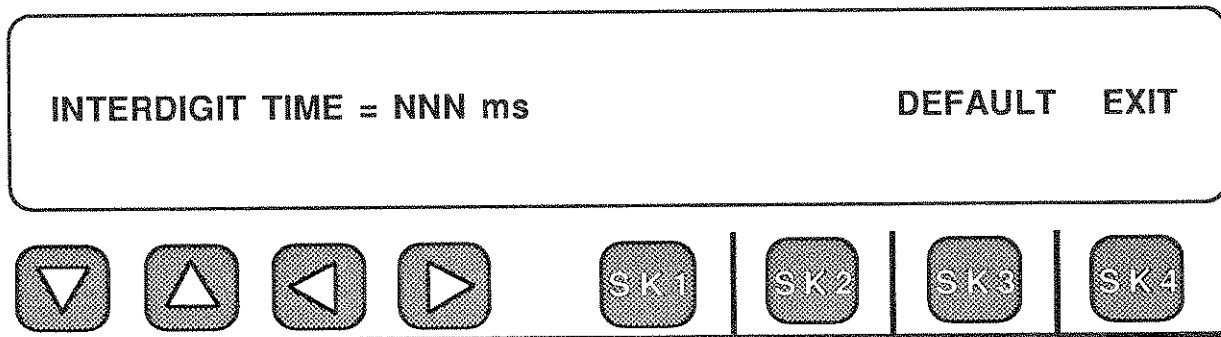 INTERDIGIT TIME = NNN ms DEFAULT EXIT
SK1 SK2 SK3 SK4